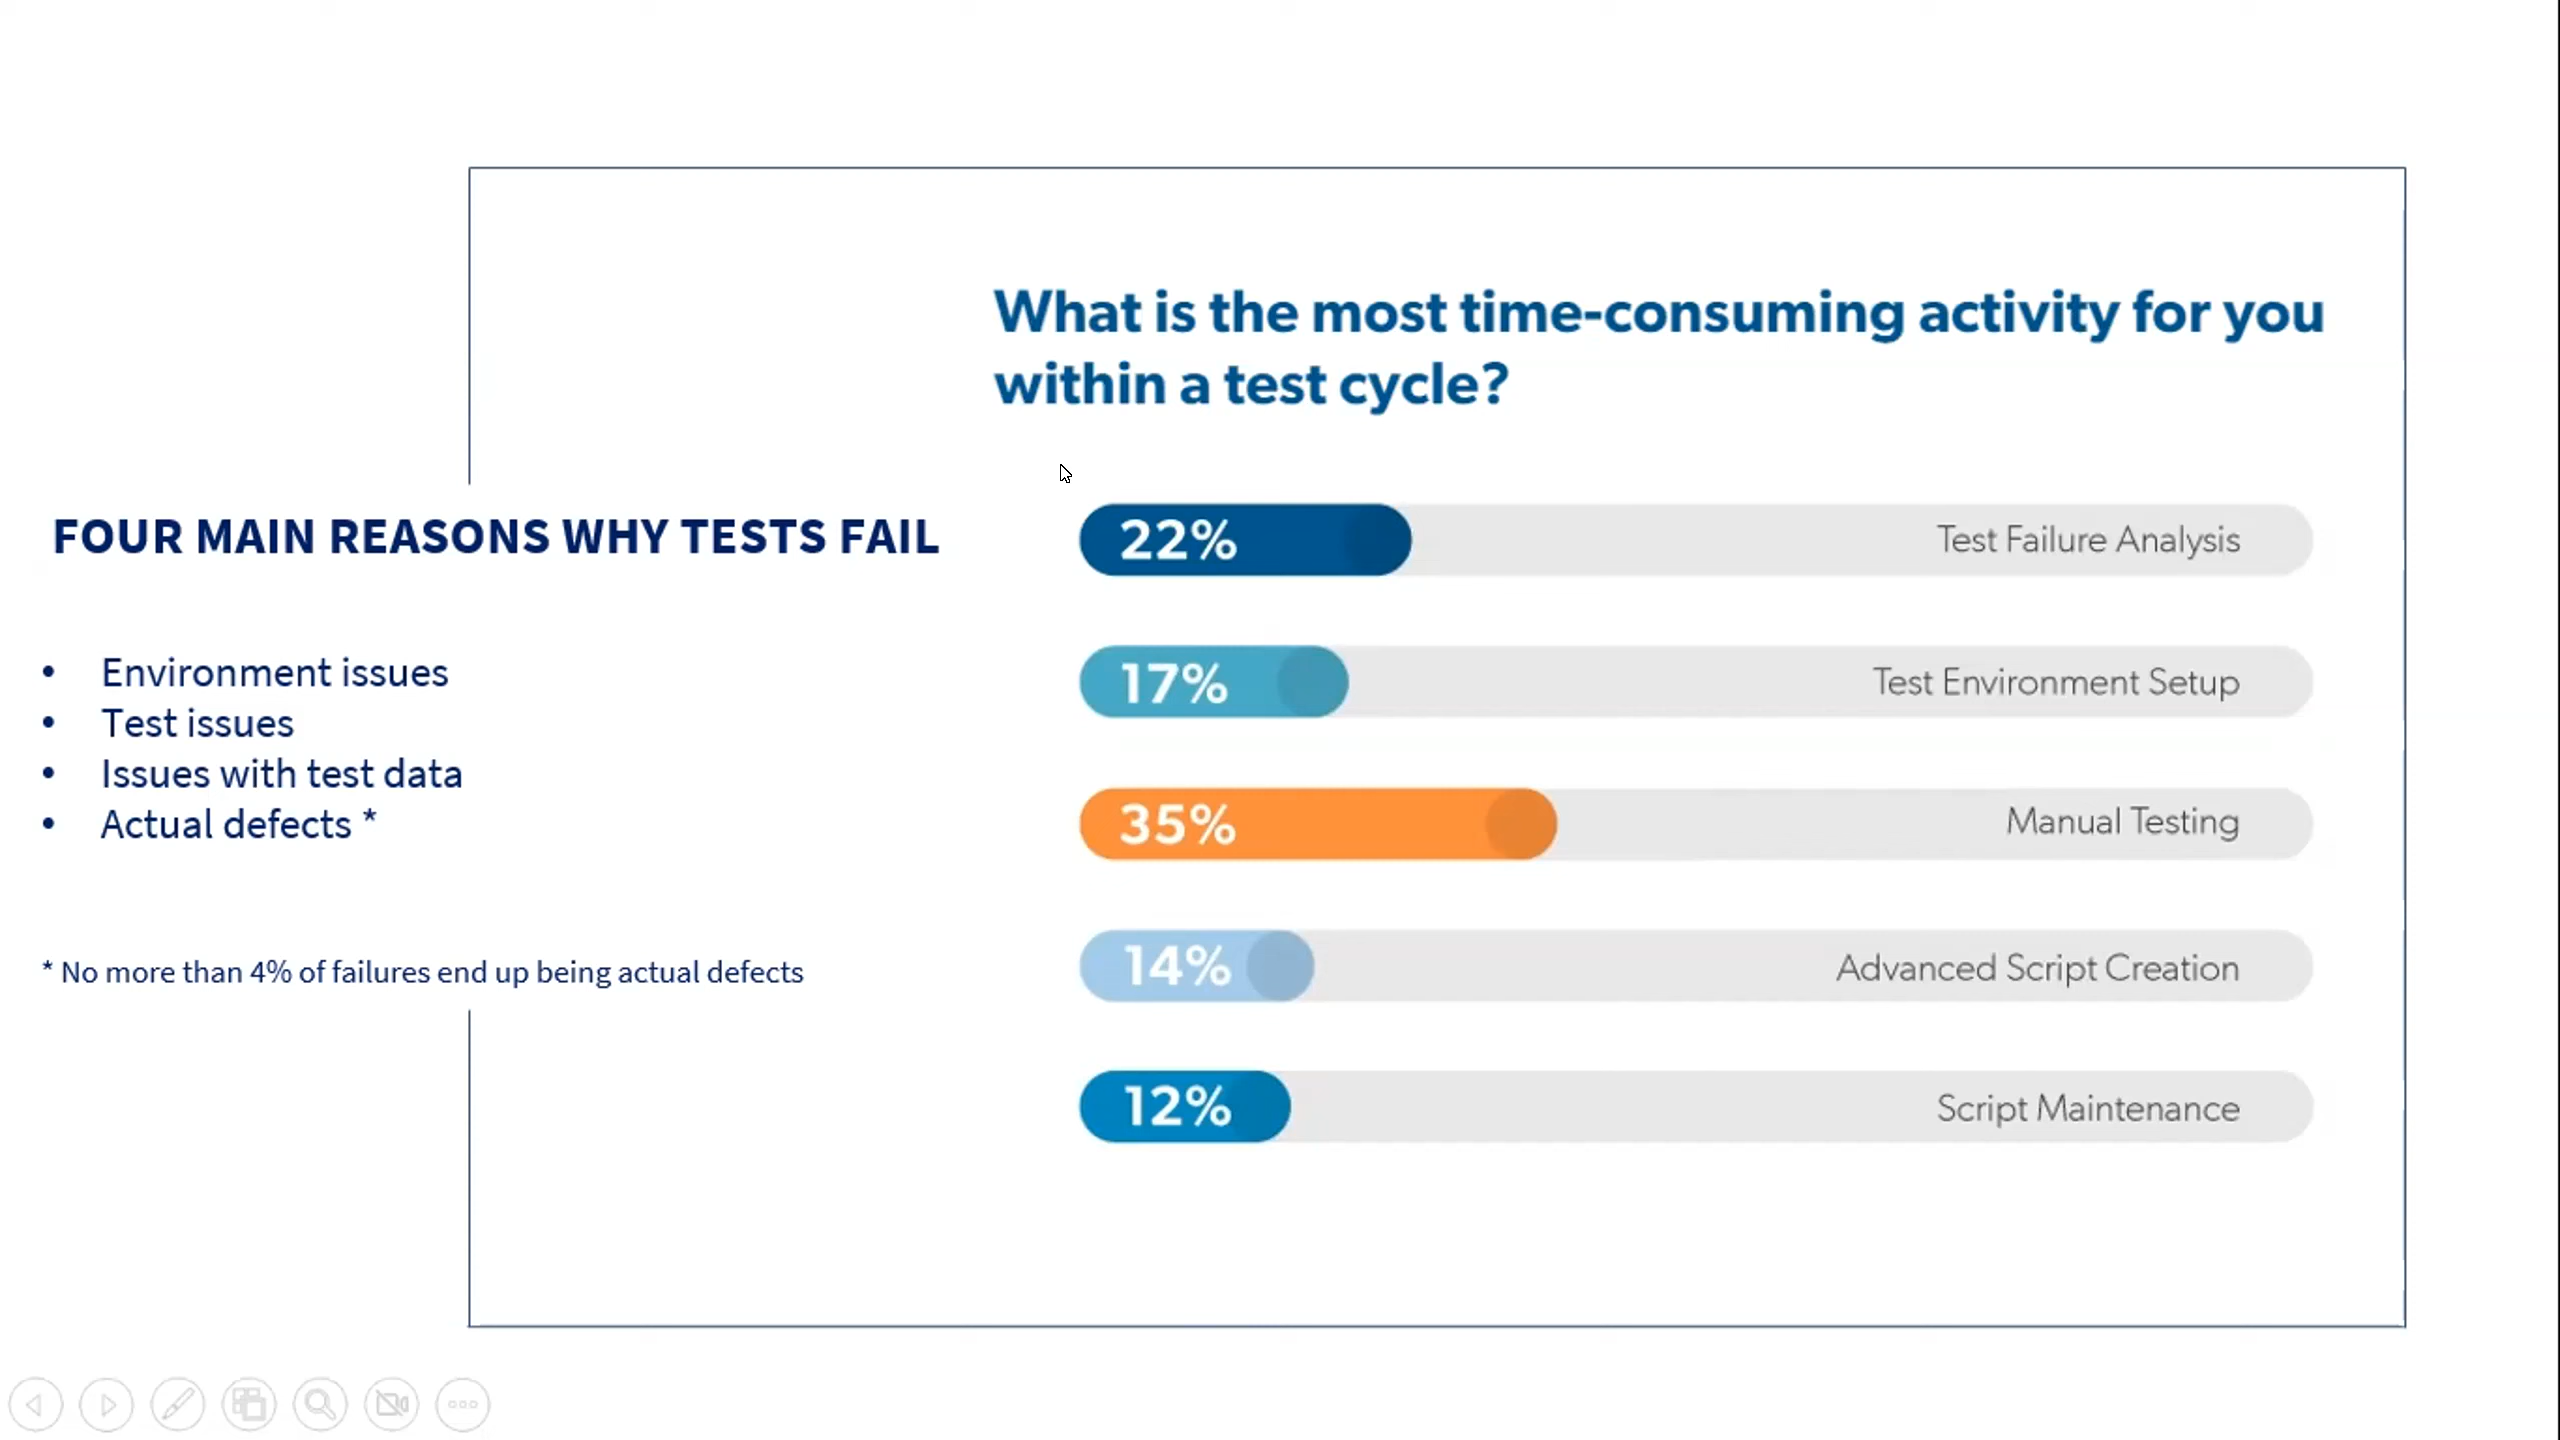 What is the most time-consuming activity for you
within a test cycle?
FOUR MAIN REASONS WHY TESTS FAIL
• Environment issues
• Test issues
• Issues with test data
• Actual defects *
* No more than 4% of failures end up being actual defects
22% Test Failure Analysis
17% Test Environment Setup
35% Manual Testing
14% Advanced Script Creation
12% Script Maintenance